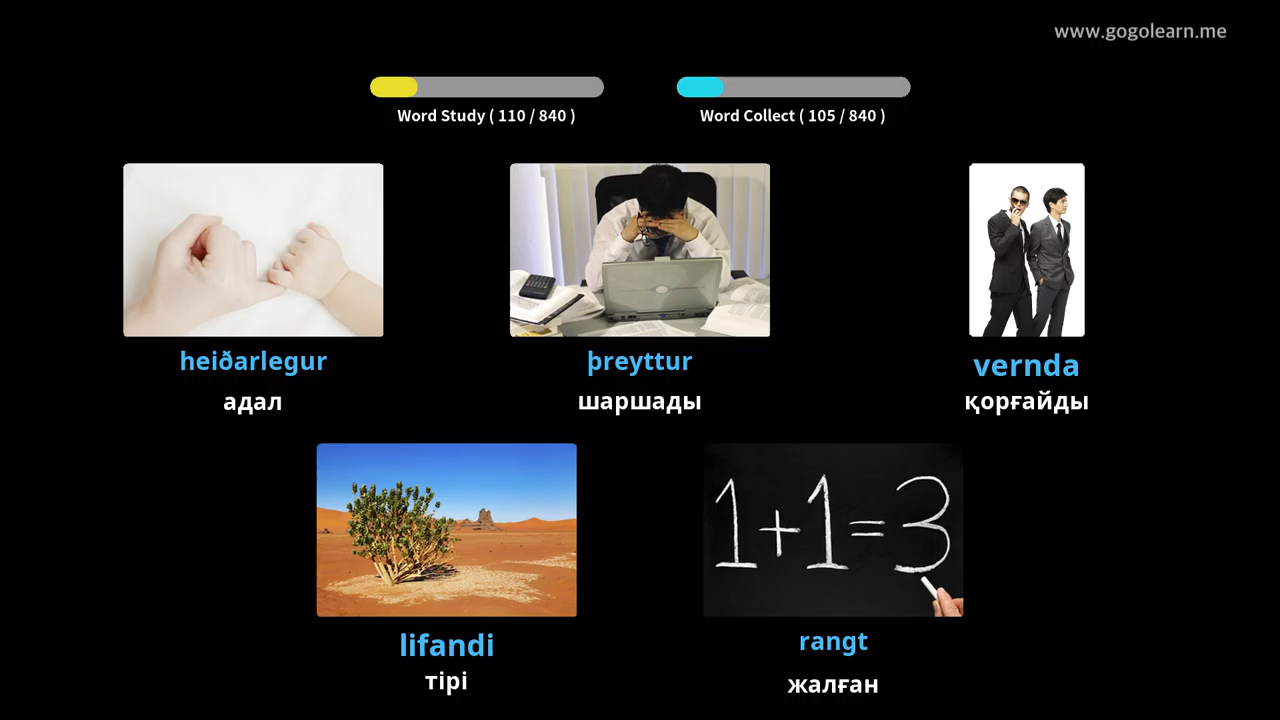 www.gogolearn.me
Word Study ( 110 / 840 )
Word Collect ( 105 / 840 )
heiðarlegur
адал
þreyttur
шаршады
vernda
қорғайды
1+1=3
lifandi
тірі
rangt
жалған